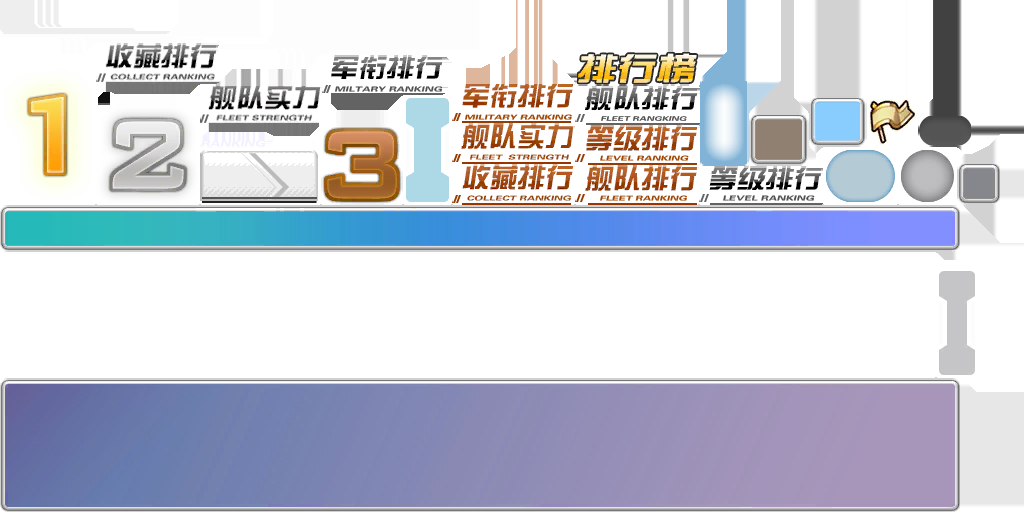 收藏排行
// COLLECT RANKING
军衔排行
// MILTARY RANKING
排行榜
舰队实力
// FLEET STRENGTH
RANKING
1
2
3
军衔排行
// MILITARY RANKING
舰队排行
// FLEET RANKING
舰队实力
// FLEET STRENGTH
等级排行
// LEVEL RANKING
收藏排行
// COLLECT RANKING
舰队排行
// FLEET RANKING
等级排行
// LEVEL RANKING